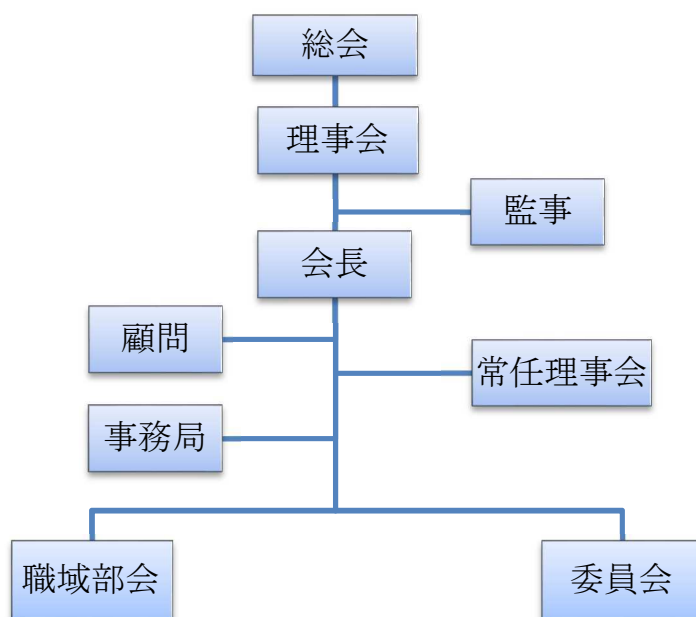 総会
理事会
監事
会長
顧問
常任理事会
事務局
職域部会
委員会